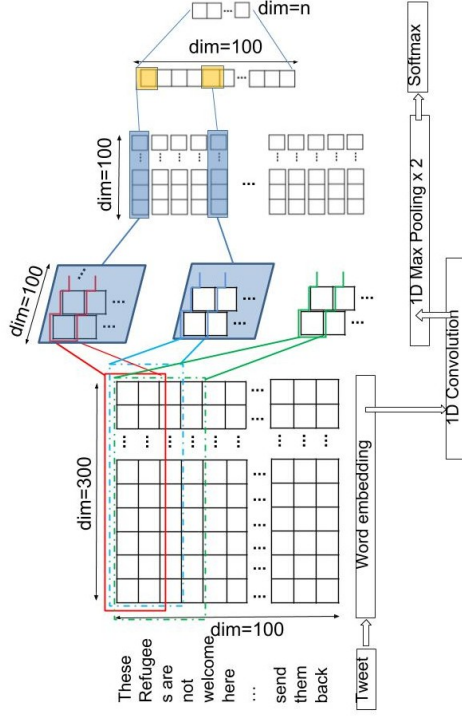 These
Refugee
s are
not
welcome
here
...
send
them
back
dim=300
dim=100
dim=100
dim=100
dim=100
dim=n
Tweet
Word embedding
1D Convolution
1D Max Pooling x 2
Softmax